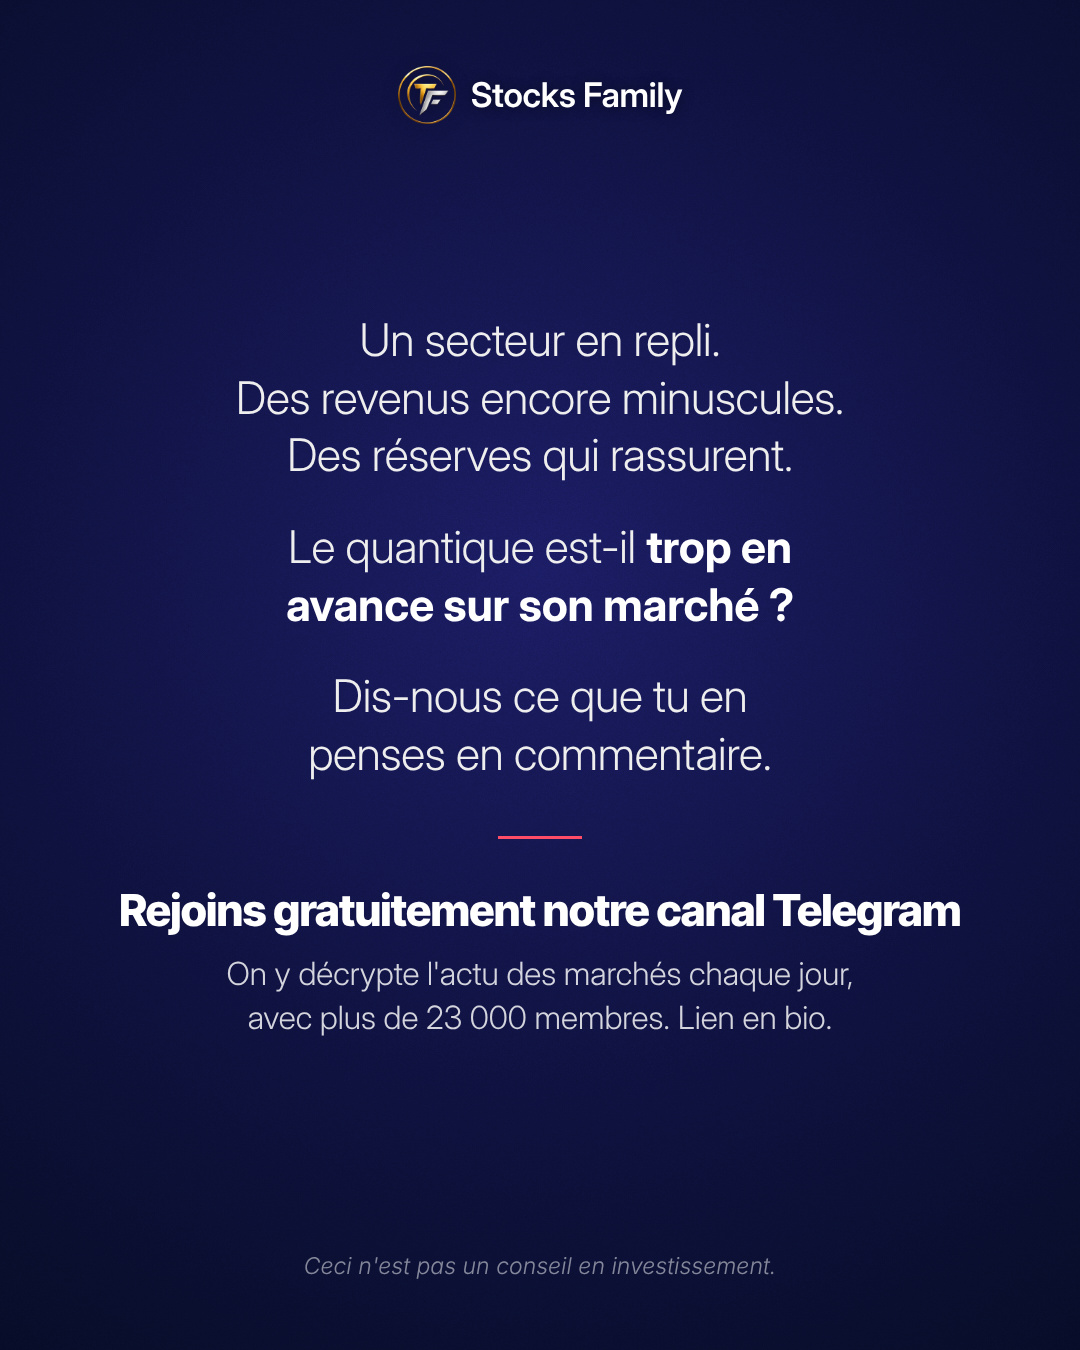 TF Stocks Family
Un secteur en repli.
Des revenus encore minuscules.
Des réserves qui rassurent.
Le quantique est-il trop en
avance sur son marché ?
Dis-nous ce que tu en
penses en commentaire.
Rejoins gratuitement notre canal Telegram
On y décrypte l'actu des marchés chaque jour,
avec plus de 23 000 membres. Lien en bio.
Ceci n'est pas un conseil en investissement.